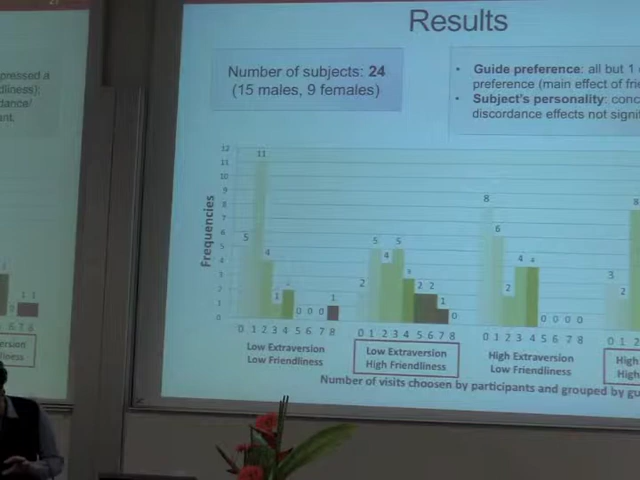 Results
pressed a
dliness);
dance/
Number of subjects: 24
(15 males, 9 females)
• Guide preference: all but 1
preference (main effect of
• Subject's personality:
discordance effects not
12
11
10
9
8
7
6
5
4
3
2
1
0
Frequencies
5 11 4 1 2 0 0 0 1
2 5 4 5 2 2 1 0
8 6 2 4 4 0 0 0 0
3 2 8
0 1 2 3 4 5 6 7 8
0 1 2 3 4 5 6 7 8
0 1 2 3 4 5 6 7 8
0 1 2
Low Extraversion
Low Friendliness
Low Extraversion
High Friendliness
High Extraversion
Low Friendliness
High
High
Number of visits choosen by participants and grouped by
1 1
6 7 8
ersion
liness